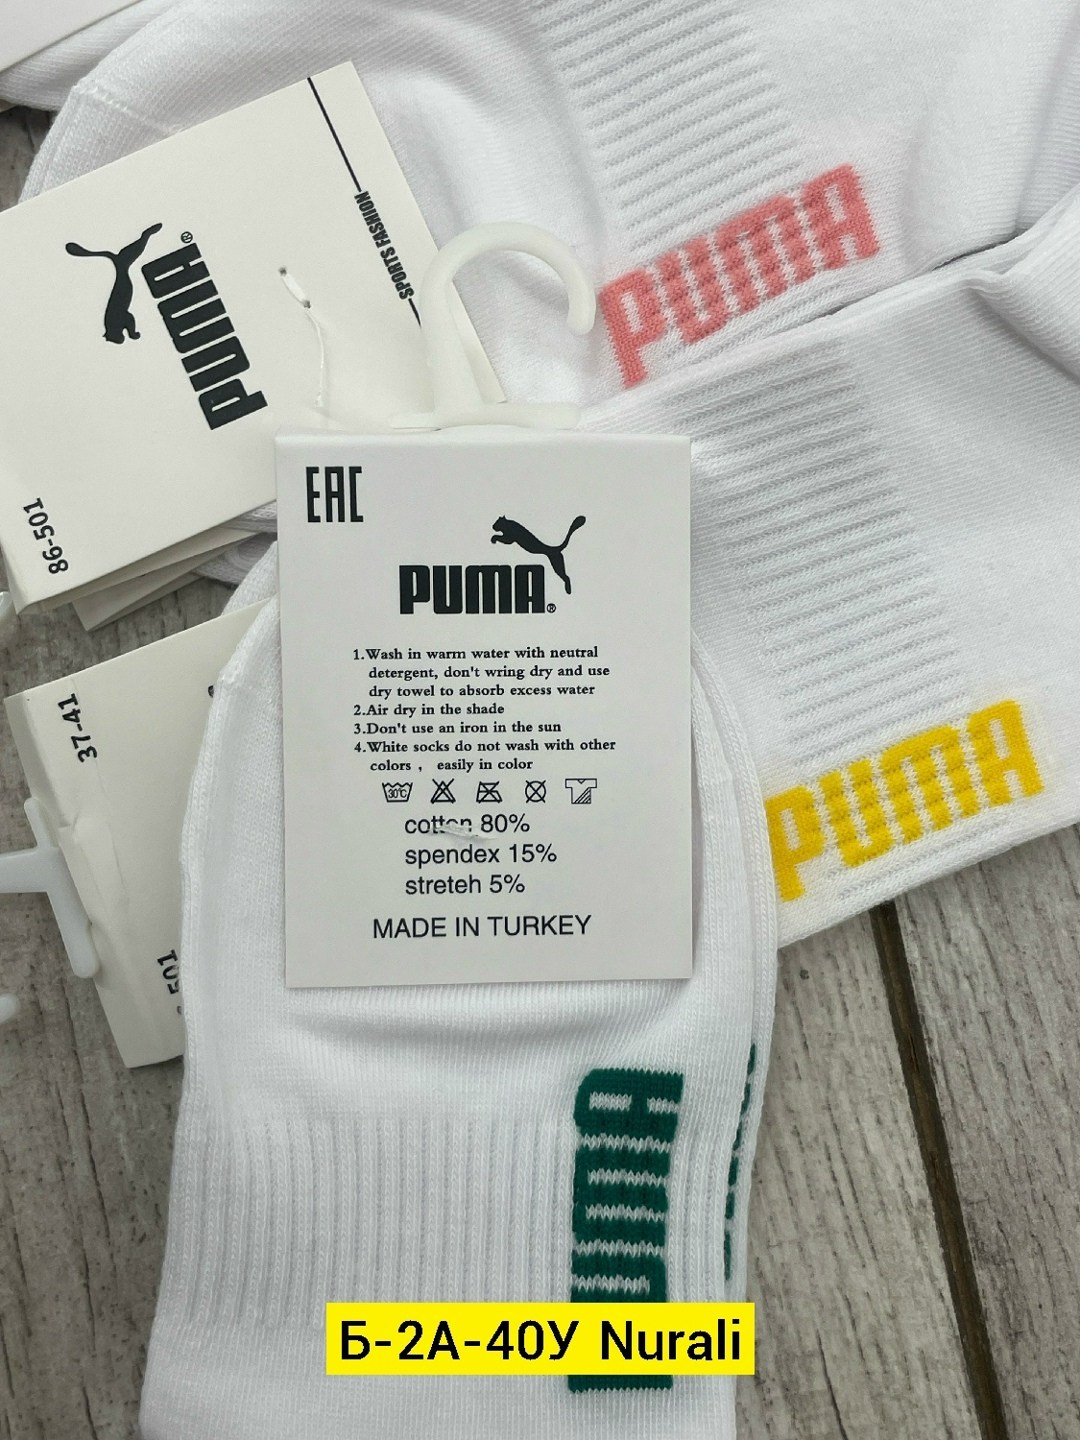 PUMA
SPORTS FASHION
PUMA®
86-501
EAC
PUMA®
1.Wash in warm water with neutral
detergent, don't wring dry and use
dry towel to absorb excess water
2.Air dry in the shade
3.Don't use an iron in the sun
4.White socks do not wash with other
colors , easily in color
30°C
cotton 80%
spendex 15%
streteh 5%
MADE IN TURKEY
37-41
501
PUMA
PUMA
Б-2А-40У Nurali